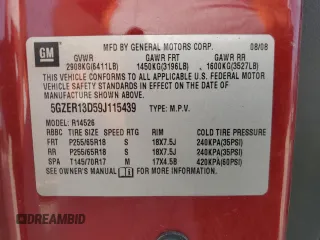 GM
MFD BY GENERAL MOTORS CORP. 08/08
GVWR GAWR FRT GAWR RR
2908KG(6411LB) 1450KG(3196LB) 1600KG(3527LB)
THIS VEHICLE CONFORMS TO ALL APPLICABLE U.S. FEDERAL MOTOR
VEHICLE SAFETY STANDARDS IN EFFECT ON THE DATE OF
MANUFACTURE SHOWN ABOVE.
5GZER13D59J115439 TYPE: M.P.V.
MODEL: R14526
RBBC TIRE SIZE SPEED RTG RIM COLD TIRE PRESSURE
FRT P255/65R18 S 18X7.5J 240KPA(35PSI)
RR P255/65R18 S 18X7.5J 240KPA(35PSI)
SPA T145/70R17 M 17X4.5B 420KPA(60PSI)
SEE OWNER'S MANUAL FOR ADDITIONAL INFORMATION
DREAMBID